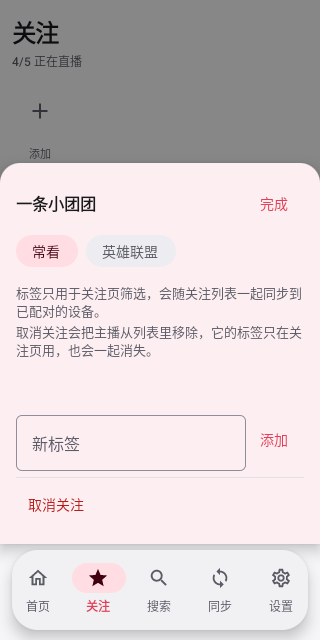 关注
4/5 正在直播
添加
一条小团团
完成
常看
英雄联盟
标签只用于关注页筛选，会随关注列表一起同步到
已配对的设备。
取消关注会把主播从列表里移除，它的标签只在关
注页用，也会一起消失。
新标签
添加
取消关注
首页
关注
搜索
同步
设置